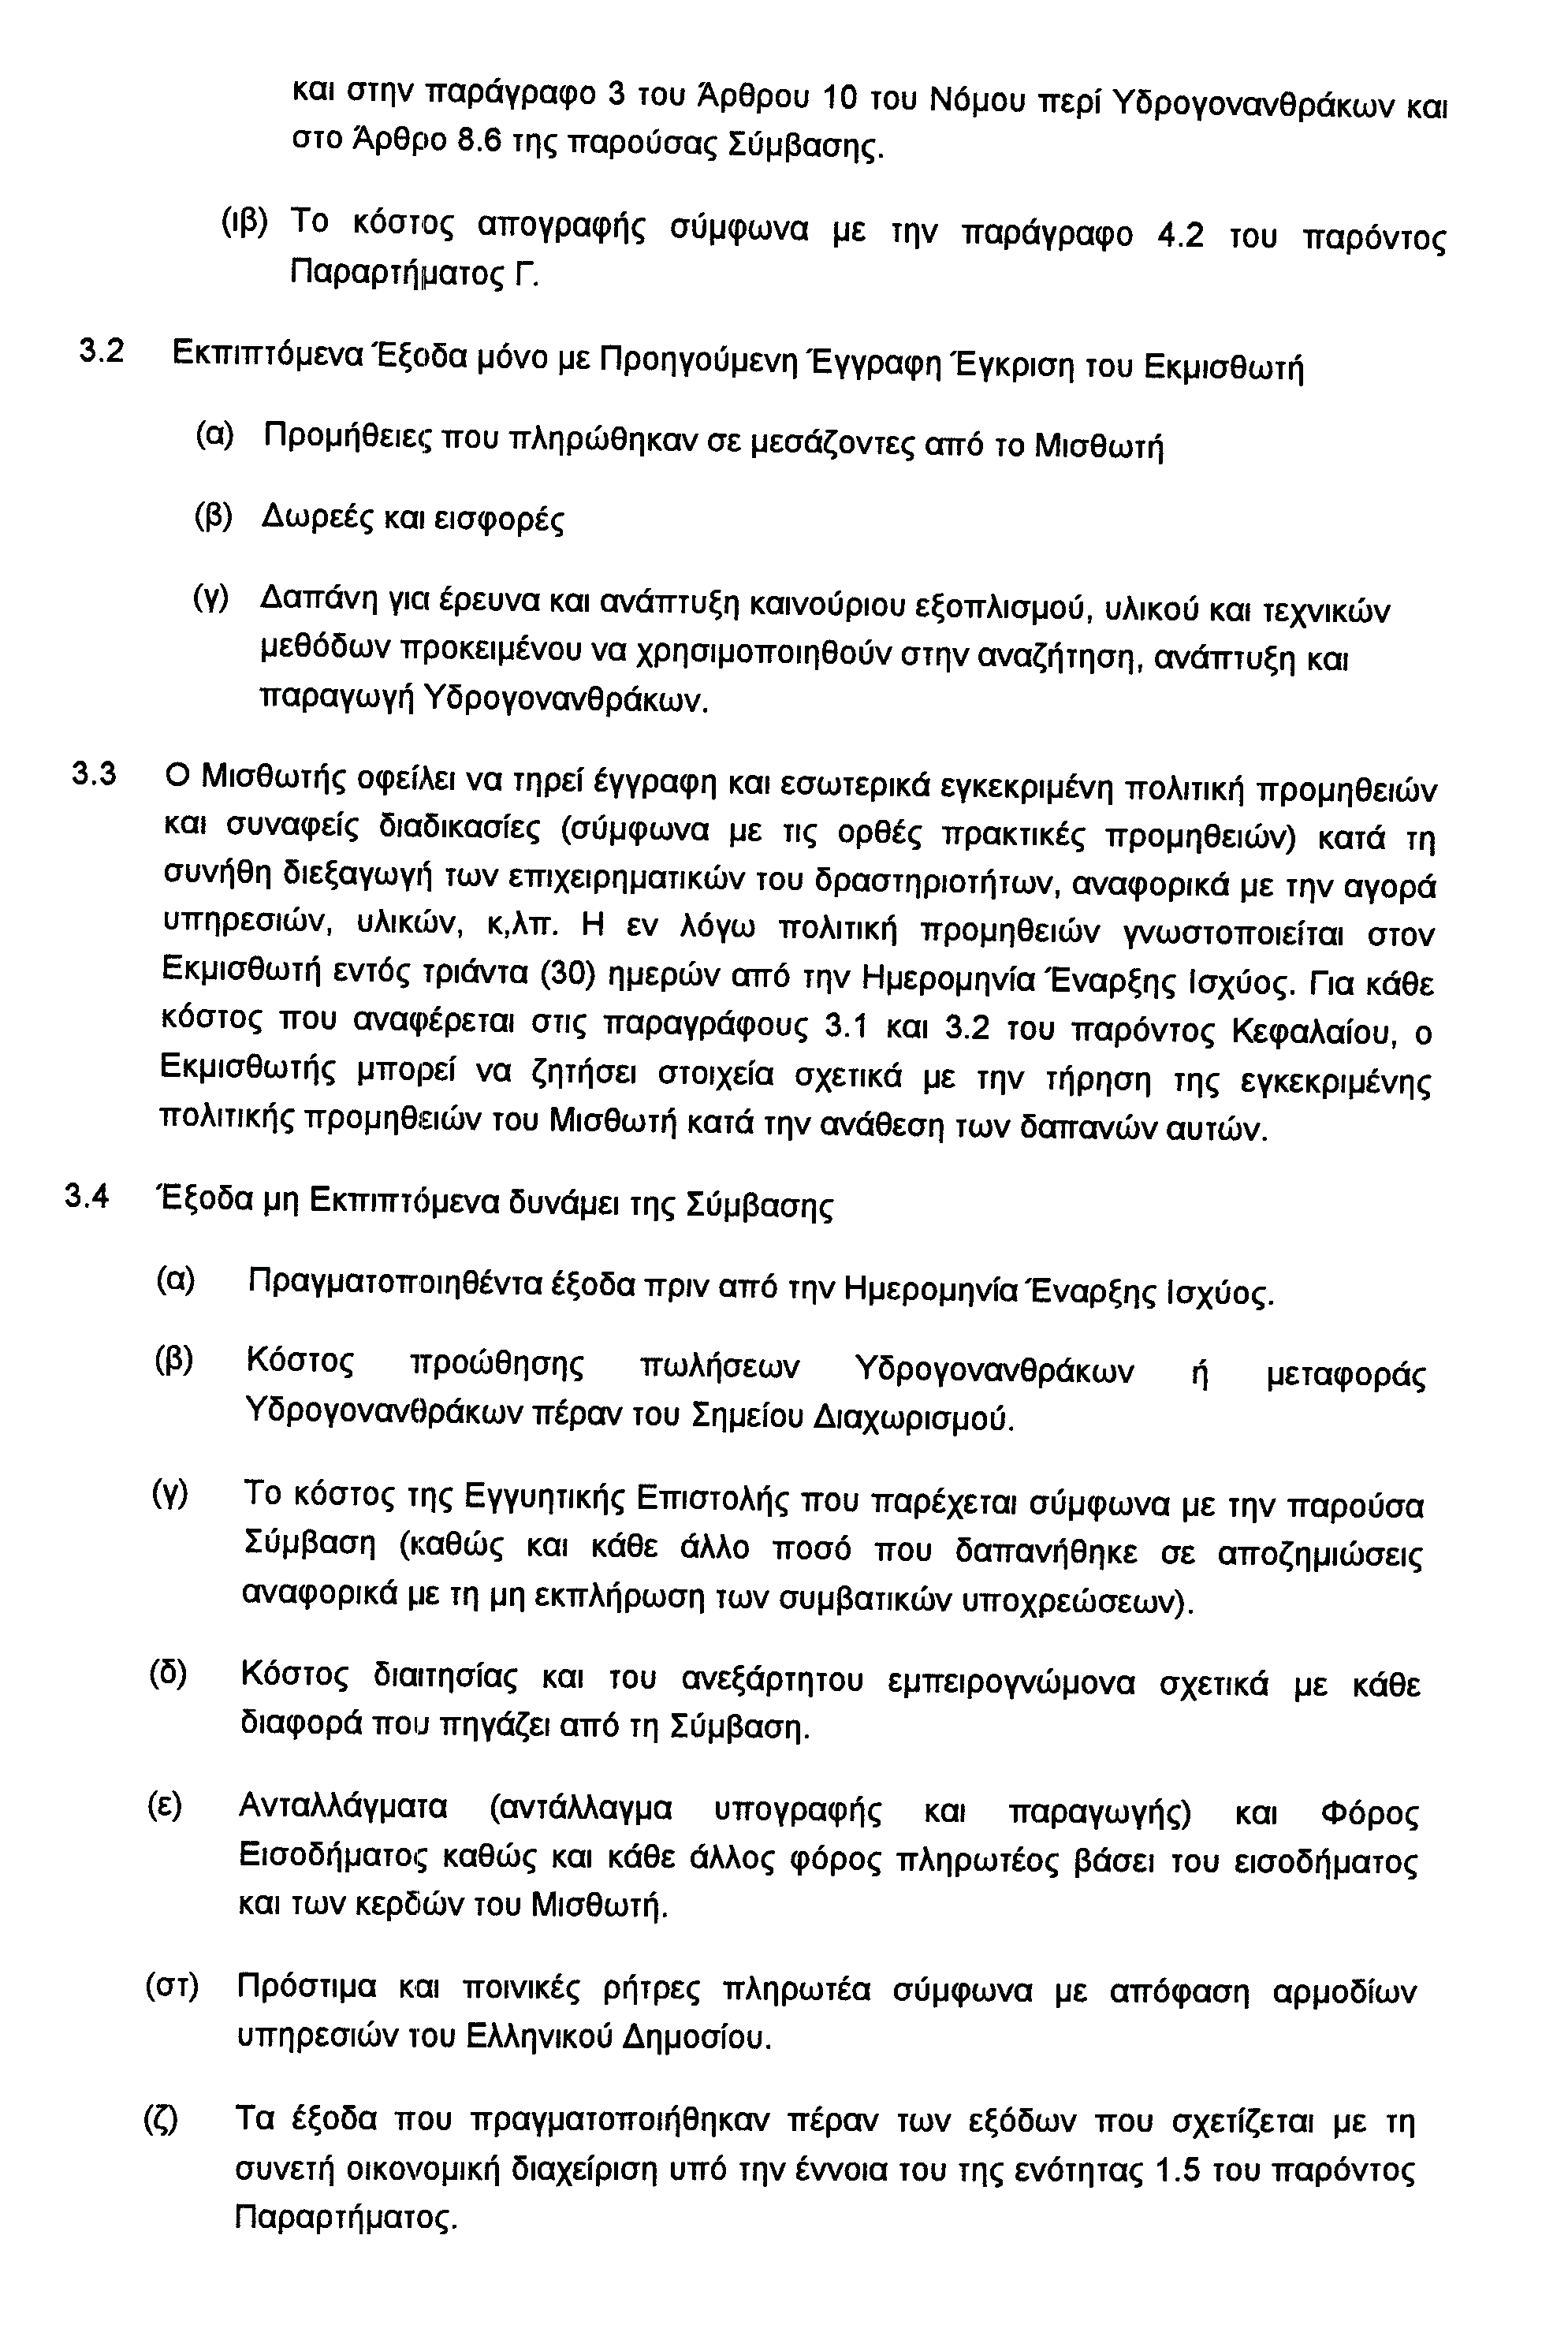 και στην παράγραφο 3 του Άρθρου 10 του Νόμου περί Υδρογονανθράκων και
στο Άρθρο 8.6 της παρούσας Σύμβασης.
(ιβ) Το κόστος απογραφής σύμφωνα με την παράγραφο 4.2 του παρόντος
Παραρτήματος Γ.
3.2 Εκπιπτόμενα Έξοδα μόνο με Προηγούμενη Έγγραφη Έγκριση του Εκμισθωτή
(α) Προμήθειες που πληρώθηκαν σε μεσάζοντες από το Μισθωτή
(β) Δωρεές και εισφορές
(γ) Δαπάνη για έρευνα και ανάπτυξη καινούριου εξοπλισμού, υλικού και τεχνικών
μεθόδων προκειμένου να χρησιμοποιηθούν στην αναζήτηση, ανάπτυξη και
παραγωγή Υδρογονανθράκων.
3.3 Ο Μισθωτής οφείλει να τηρεί έγγραφη και εσωτερικά εγκεκριμένη πολιτική προμηθειών
και συναφείς διαδικασίες (σύμφωνα με τις ορθές πρακτικές προμηθειών) κατά τη
συνήθη διεξαγωγή των επιχειρηματικών του δραστηριοτήτων, αναφορικά με την αγορά
υπηρεσιών, υλικών, κ,λπ. Η εν λόγω πολιτική προμηθειών γνωστοποιείται στον
Εκμισθωτή εντός τριάντα (30) ημερών από την Ημερομηνία Έναρξης Ισχύος. Για κάθε
κόστος που αναφέρεται στις παραγράφους 3.1 και 3.2 του παρόντος Κεφαλαίου, ο
Εκμισθωτής μπορεί να ζητήσει στοιχεία σχετικά με την τήρηση της εγκεκριμένης
πολιτικής προμηθειών του Μισθωτή κατά την ανάθεση των δαπανών αυτών.
3.4 Έξοδα μη Εκπιπτόμενα δυνάμει της Σύμβασης
(α) Πραγματοποιηθέντα έξοδα πριν από την Ημερομηνία Έναρξης Ισχύος.
(β) Κόστος προώθησης πωλήσεων Υδρογονανθράκων ή μεταφοράς
Υδρογονανθράκων πέραν του Σημείου Διαχωρισμού.
(γ) Το κόστος της Εγγυητικής Επιστολής που παρέχεται σύμφωνα με την παρούσα
Σύμβαση (καθώς και κάθε άλλο ποσό που δαπανήθηκε σε αποζημιώσεις
αναφορικά με τη μη εκπλήρωση των συμβατικών υποχρεώσεων).
(δ) Κόστος διαιτησίας και του ανεξάρτητου εμπειρογνώμονα σχετικά με κάθε
διαφορά που πηγάζει από τη Σύμβαση.
(ε) Ανταλλάγματα (αντάλλαγμα υπογραφής και παραγωγής) και Φόρος
Εισοδήματος καθώς και κάθε άλλος φόρος πληρωτέος βάσει του εισοδήματος
και των κερδών του Μισθωτή.
(στ) Πρόστιμα και ποινικές ρήτρες πληρωτέα σύμφωνα με απόφαση αρμοδίων
υπηρεσιών του Ελληνικού Δημοσίου.
(ζ) Τα έξοδα που πραγματοποιήθηκαν πέραν των εξόδων που σχετίζεται με τη
συνετή οικονομική διαχείριση υπό την έννοια του της ενότητας 1.5 του παρόντος
Παραρτήματος.